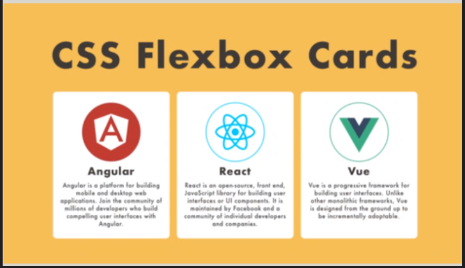 CSS Flexbox Cards
Angular
Angular is a platform for building
mobile and desktop web
applications. Join the community of
millions of developers who build
compelling user interfaces with
Angular.
React
React is an open-source, front end,
JavaScript library for building user
interfaces or UI components. It is
maintained by Facebook and a
community of individual developers
and companies.
Vue
Vue is a progressive framework for
building user interfaces. Unlike
other monolithic frameworks, Vue
is designed from the ground up to
be incrementally adoptable.